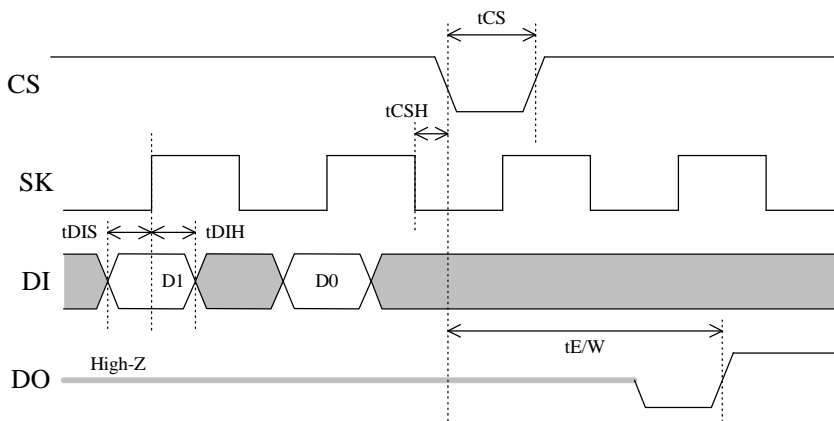 tCS
CS
tCSH
SK
tDIS
tDIH
DI
D1
D0
tE/W
High-Z
DO